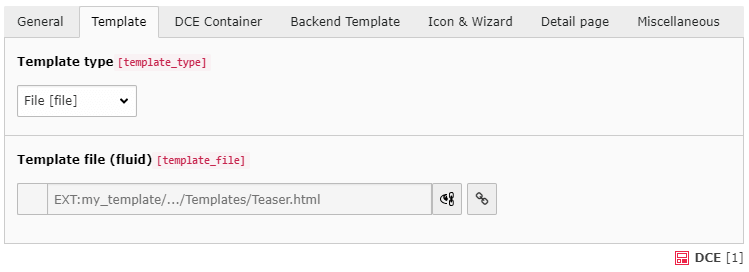 General Template DCE Container Backend Template Icon & Wizard Detail page Miscellaneous
Template type [template_type]
File [file]
Template file (fluid) [template_file]
EXT:my_template/.../Templates/Teaser.html
DCE [1]